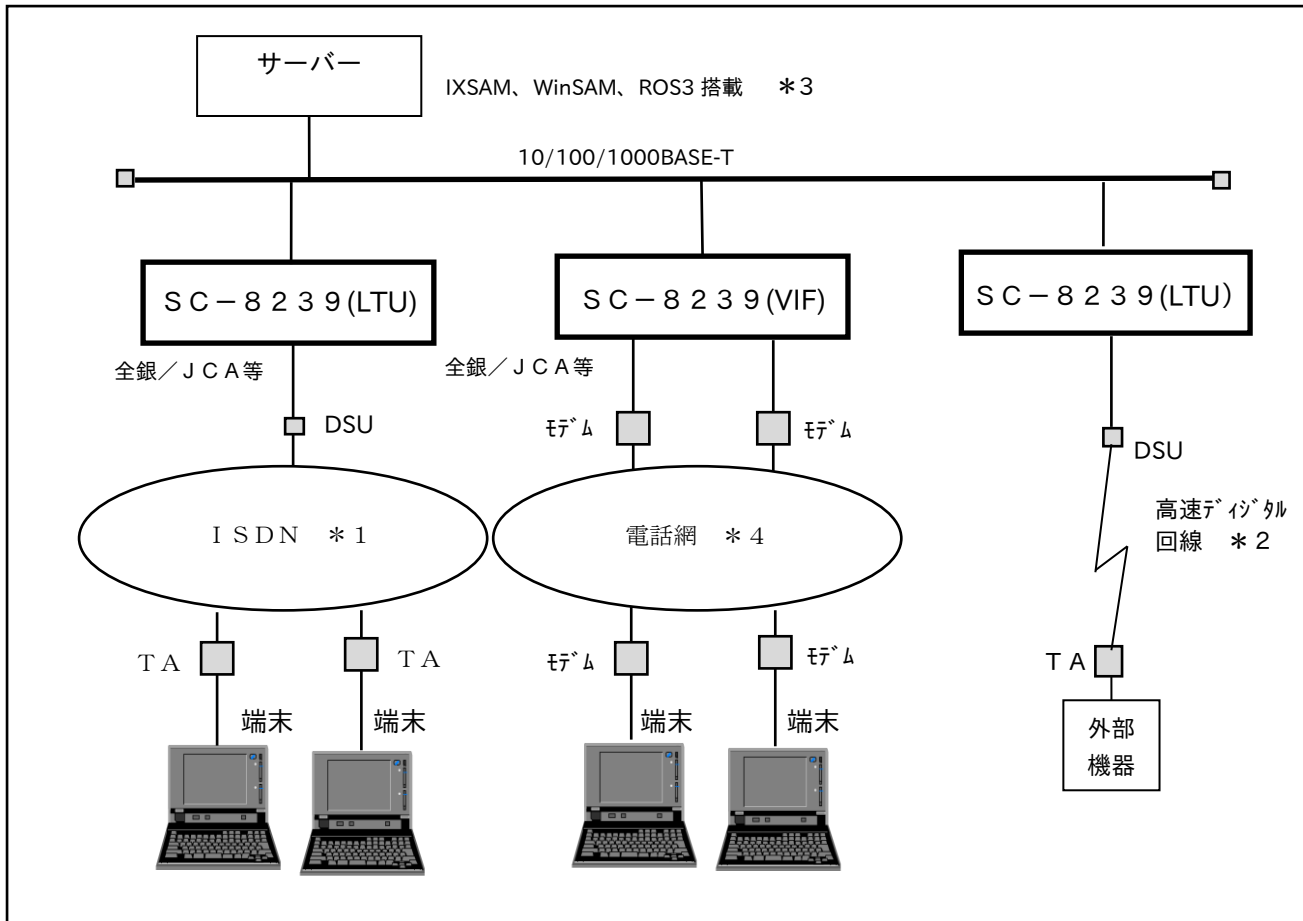 サーバー
IXSAM、WinSAM、ROS3 搭載　＊3
10/100/1000BASE-T
ＳＣ－８２３９(LTU)
ＳＣ－８２３９(VIF)
ＳＣ－８２３９(LTU）
全銀／ＪＣＡ等
全銀／ＪＣＡ等
DSU
ﾓﾃﾞﾑ
ﾓﾃﾞﾑ
DSU
ＩＳＤＮ　＊１
電話網　＊４
高速ﾃﾞｨｼﾞﾀﾙ
回線　＊２
ＴＡ
ＴＡ
ﾓﾃﾞﾑ
ﾓﾃﾞﾑ
ＴＡ
端末
端末
端末
端末
外部
機器